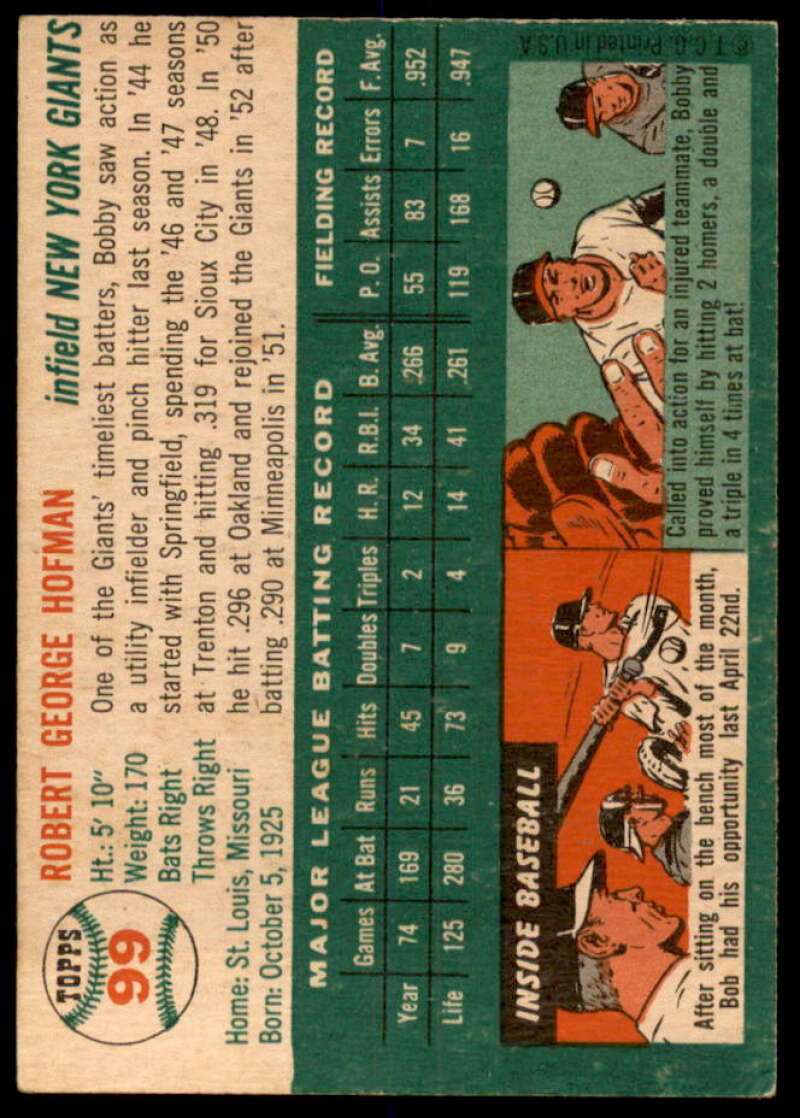 TOPPS
99
ROBERT GEORGE HOFMAN
infield NEW YORK GIANTS
Ht.: 5' 10"
Weight: 170
Bats Right
Throws Right
Home: St. Louis, Missouri
Born: October 5, 1925
One of the Giants' timeliest batters, Bobby saw action as
a utility infielder and pinch hitter last season. In '44 he
started with Springfield, spending the '46 and '47 seasons
at Trenton and hitting .319 for Sioux City in '48. In '50
he hit .296 at Oakland and rejoined the Giants in '52 after
batting .290 at Minneapolis in '51.
MAJOR LEAGUE BATTING RECORD FIELDING RECORD
Games At Bat Runs Hits Doubles Triples H. R. R.B.I. B. Avg. P. O. Assists Errors F. Avg.
Year 74 169 21 45 7 2 12 34 .266 55 83 7 .952
Life 125 280 36 73 9 4 14 41 .261 119 168 16 .947
INSIDE BASEBALL
After sitting on the bench most of the month,
Bob had his opportunity last April 22nd.
Called into action for an injured teammate, Bobby
proved himself by hitting 2 homers, a double and
a triple in 4 times at bat!
© T. C. G. Printed in U.S.A